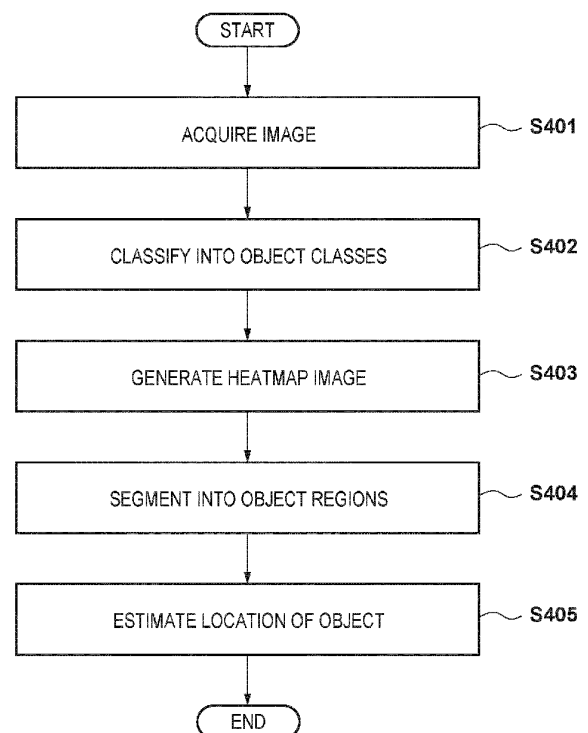 START
ACQUIRE IMAGE
S401
CLASSIFY INTO OBJECT CLASSES
S402
GENERATE HEATMAP IMAGE
S403
SEGMENT INTO OBJECT REGIONS
S404
ESTIMATE LOCATION OF OBJECT
S405
END